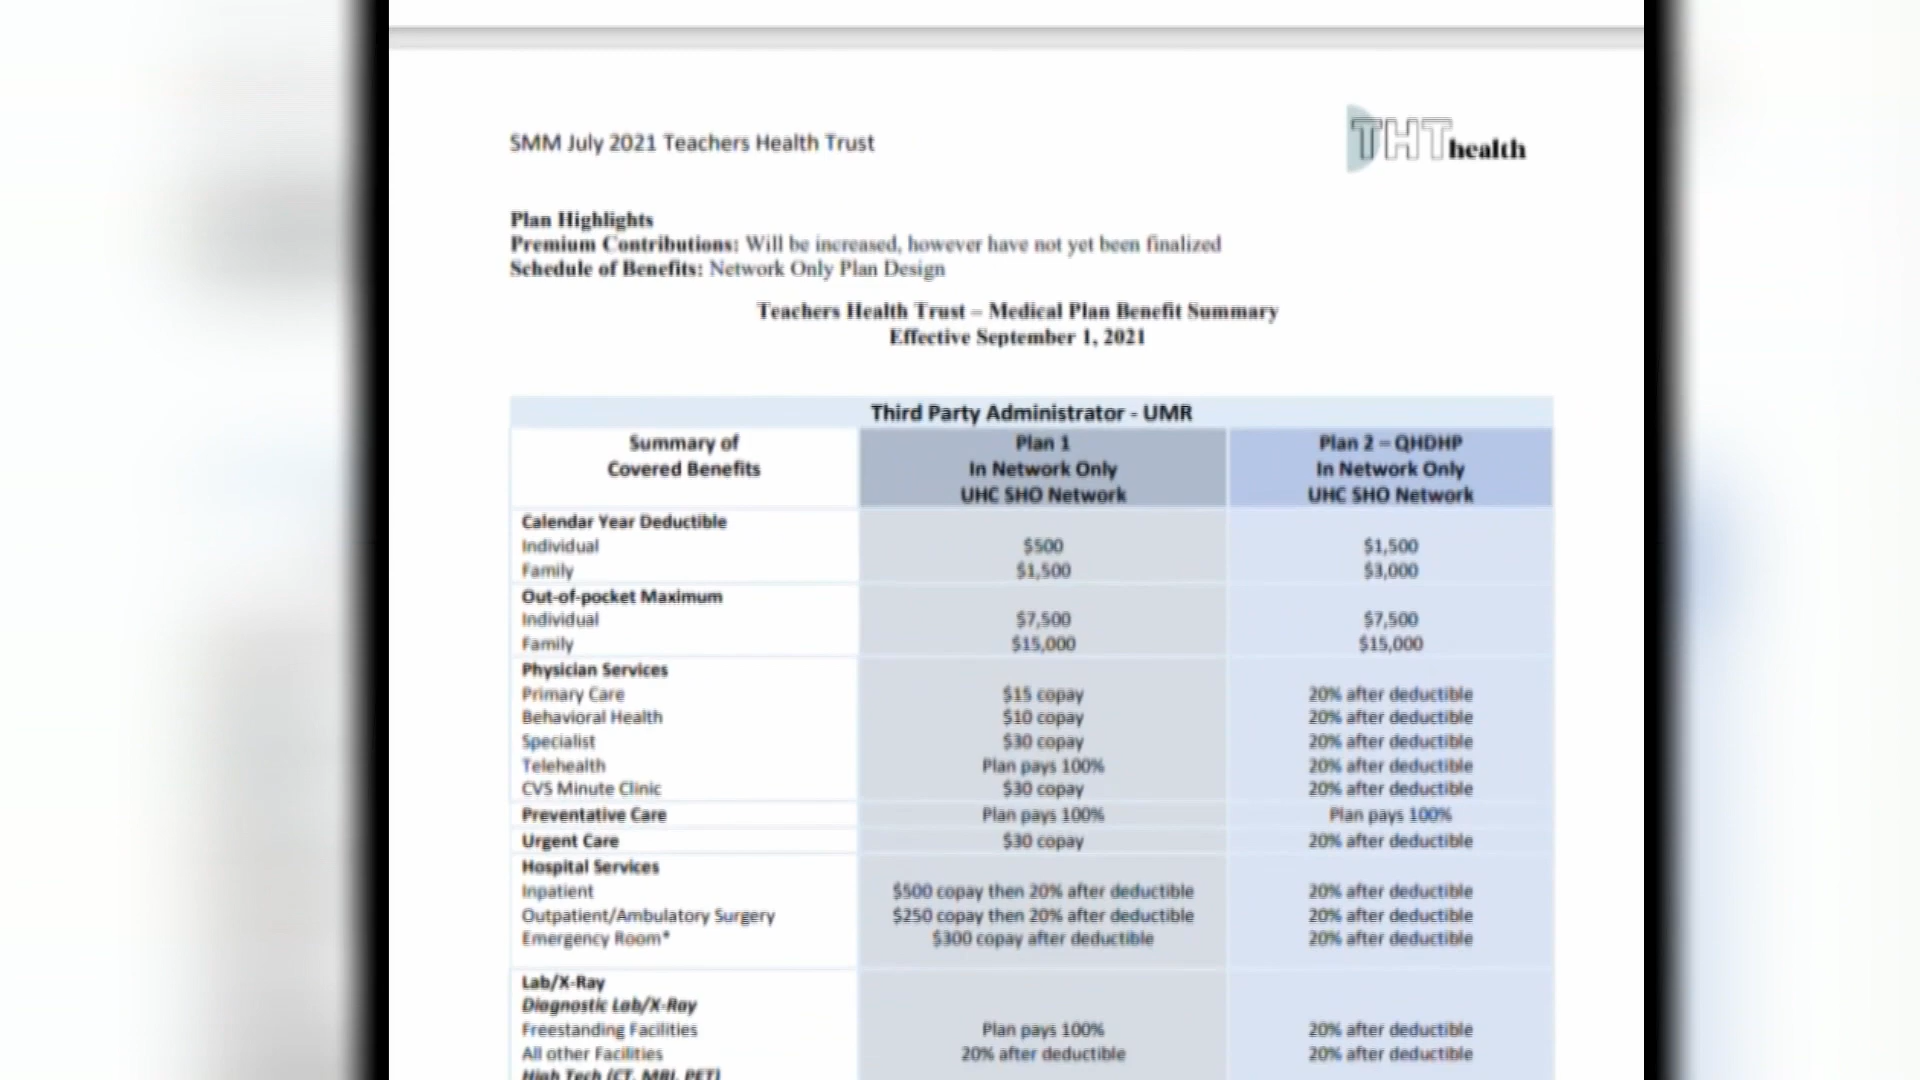 SMM July 2021 Teachers Health Trust
THT health
Plan Highlights
Premium Contributions: Will be increased, however have not yet been finalized
Schedule of Benefits: Network Only Plan Design
Teachers Health Trust – Medical Plan Benefit Summary
Effective September 1, 2021
Third Party Administrator - UMR
Summary of Covered Benefits
Plan 1 In Network Only UHC SHO Network
Plan 2 – QHDHP In Network Only UHC SHO Network
Calendar Year Deductible
Individual $500 $1,500
Family $1,500 $3,000
Out-of-pocket Maximum
Individual $7,500 $7,500
Family $15,000 $15,000
Physician Services
Primary Care $15 copay 20% after deductible
Behavioral Health $10 copay 20% after deductible
Specialist $30 copay 20% after deductible
Telehealth Plan pays 100% 20% after deductible
CVS Minute Clinic $30 copay 20% after deductible
Preventative Care Plan pays 100% Plan pays 100%
Urgent Care $30 copay 20% after deductible
Hospital Services
Inpatient $500 copay then 20% after deductible 20% after deductible
Outpatient/Ambulatory Surgery $250 copay then 20% after deductible 20% after deductible
Emergency Room* $300 copay after deductible 20% after deductible
Lab/X-Ray
Diagnostic Lab/X-Ray
Freestanding Facilities Plan pays 100% 20% after deductible
All other Facilities 20% after deductible 20% after deductible
High Tech (CT, MRI, PET)